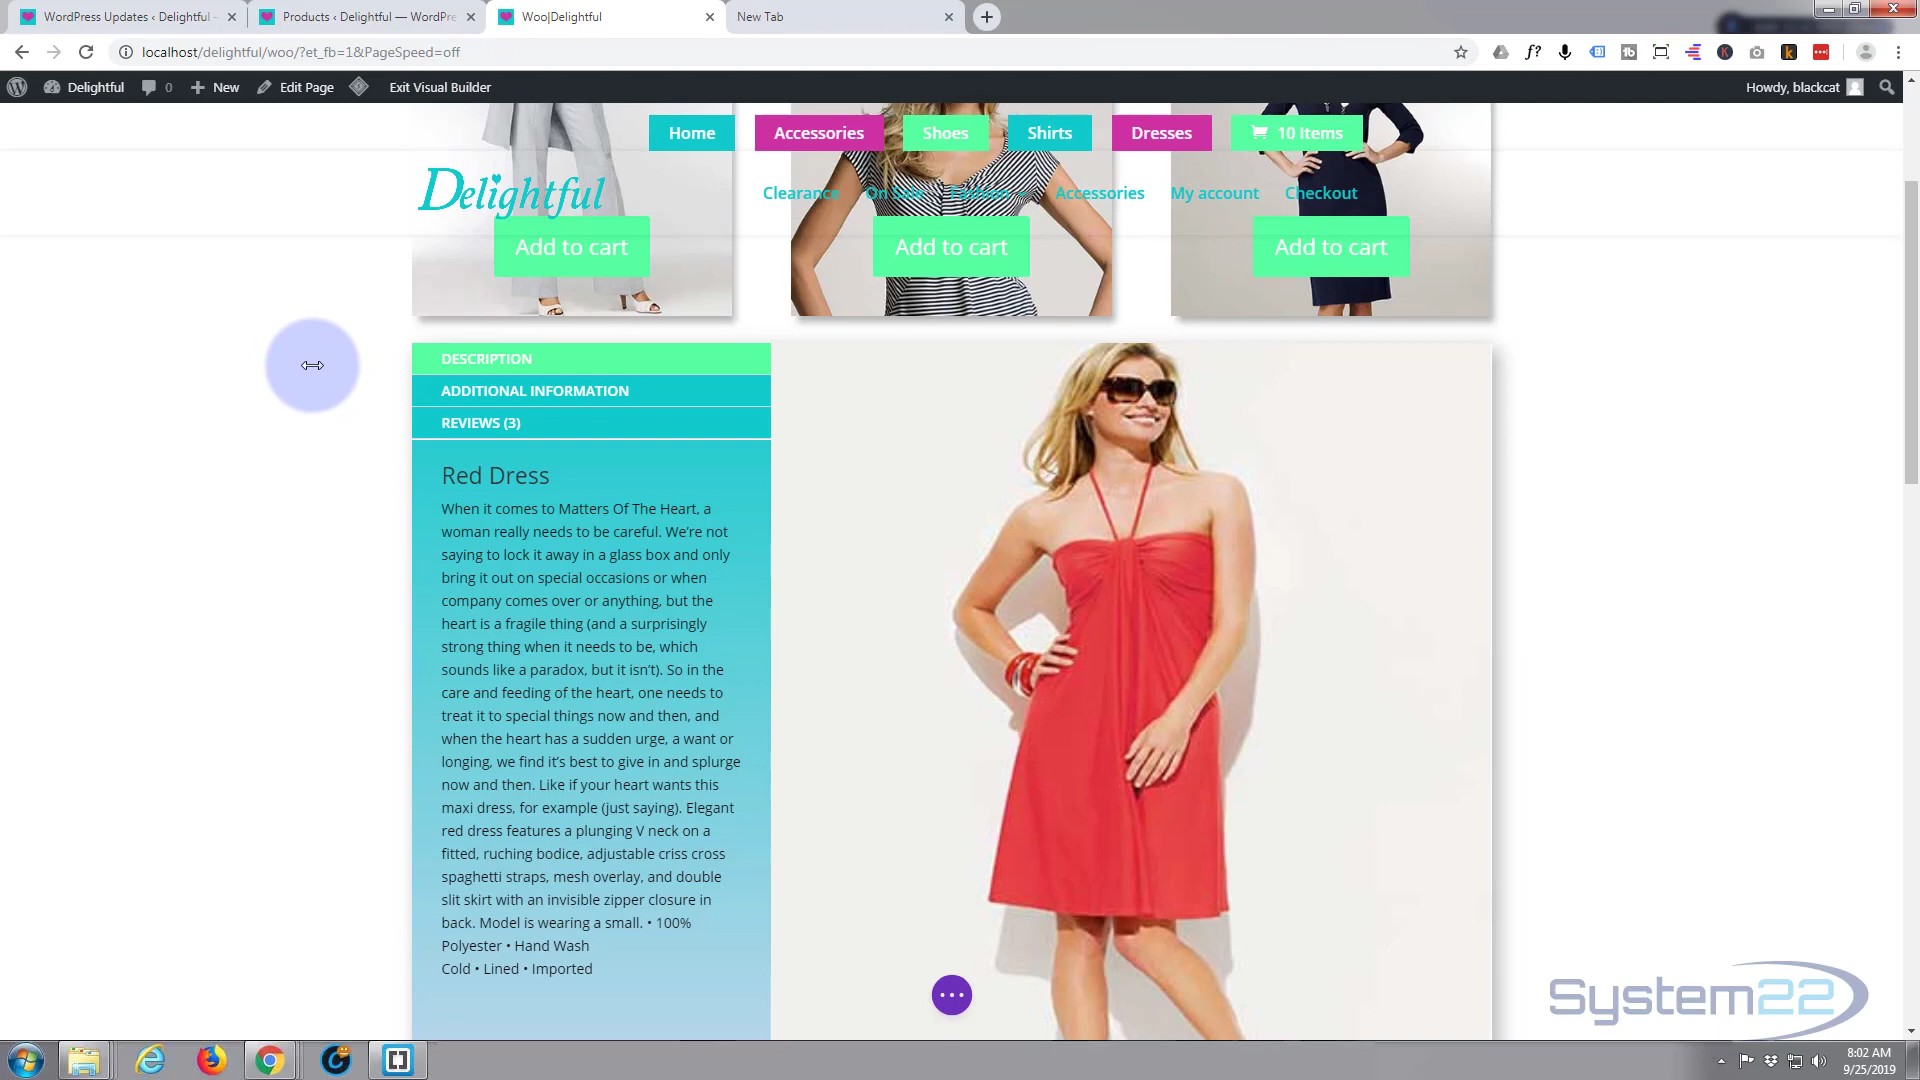 WordPress Updates ‹ Delightful -
Products ‹ Delightful — WordPre
Woo|Delightful
New Tab
localhost/delightful/woo/?et_fb=1&PageSpeed=off
Delightful
0
New
Edit Page
Exit Visual Builder
Howdy, blackcat
Home
Accessories
Shoes
Shirts
Dresses
10 Items
Delightful
Clearance
On Sale
Fashion
Accessories
My account
Checkout
Add to cart
Add to cart
Add to cart
DESCRIPTION
ADDITIONAL INFORMATION
REVIEWS (3)
Red Dress
When it comes to Matters Of The Heart, a
woman really needs to be careful. We’re not
saying to lock it away in a glass box and only
bring it out on special occasions or when
company comes over or anything, but the
heart is a fragile thing (and a surprisingly
strong thing when it needs to be, which
sounds like a paradox, but it isn’t). So in the
care and feeding of the heart, one needs to
treat it to special things now and then, and
when the heart has a sudden urge, a want or
longing, we find it’s best to give in and splurge
now and then. Like if your heart wants this
maxi dress, for example (just saying). Elegant
red dress features a plunging V neck on a
fitted, ruching bodice, adjustable criss cross
spaghetti straps, mesh overlay, and double
slit skirt with an invisible zipper closure in
back. Model is wearing a small. • 100%
Polyester • Hand Wash
Cold • Lined • Imported
System22
8:02 AM
9/25/2019